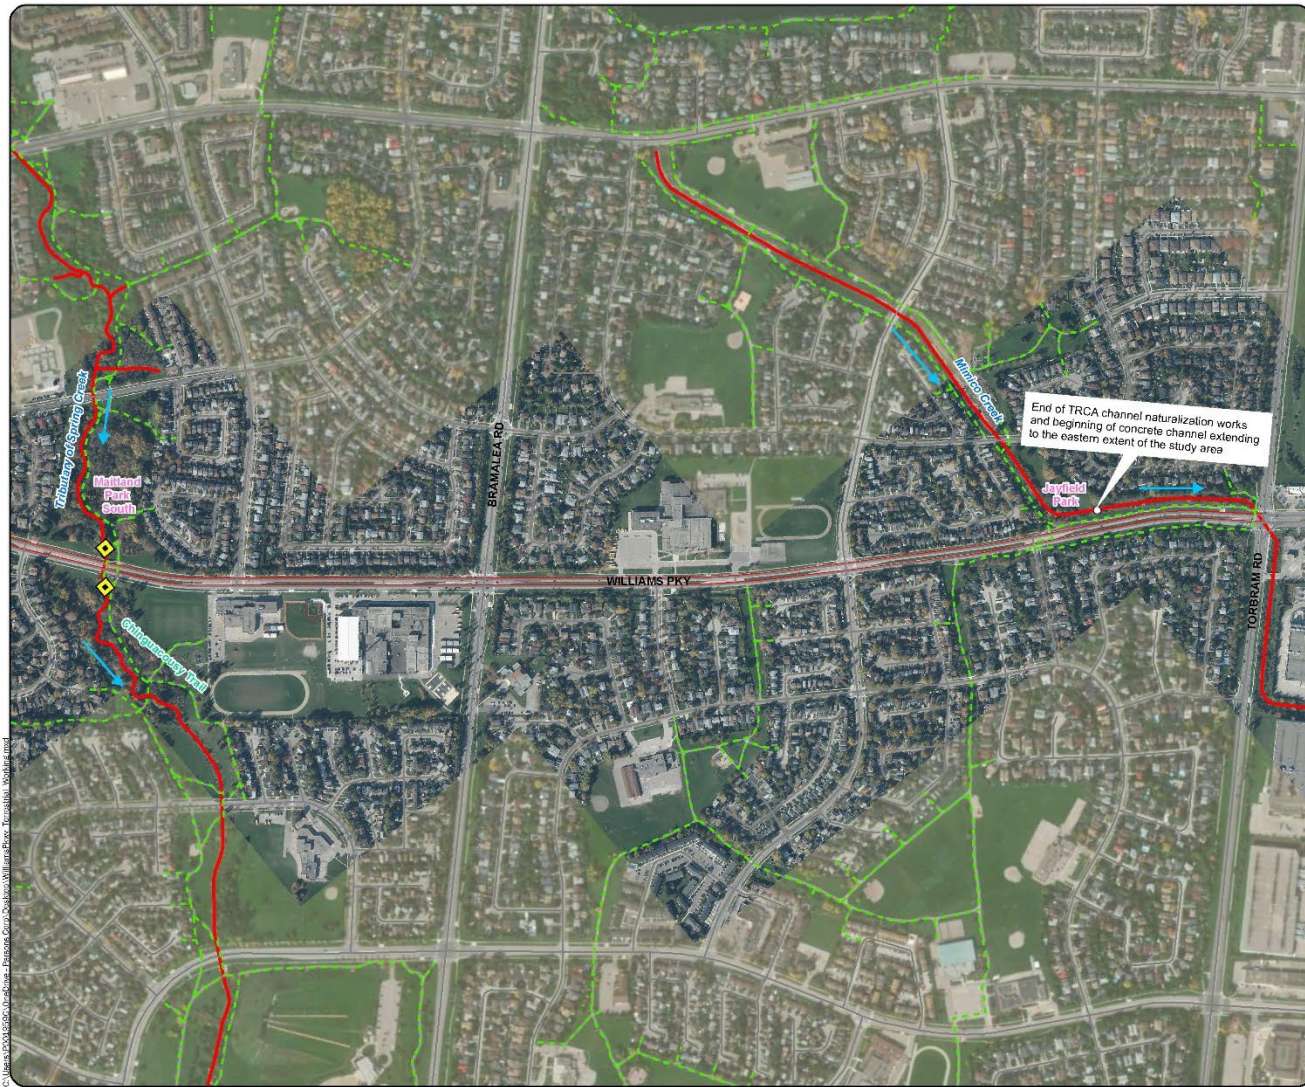 BRAMALEA RD
Mimico Creek
Tributary of Spring Creek
End of TRCA channel naturalization works
and beginning of concrete channel extending
to the eastern extent of the study area
Maitland
Park
South
Jayfield
Park
WILLIAMS PKY
TORBRAM RD
Chinguacousy Trail